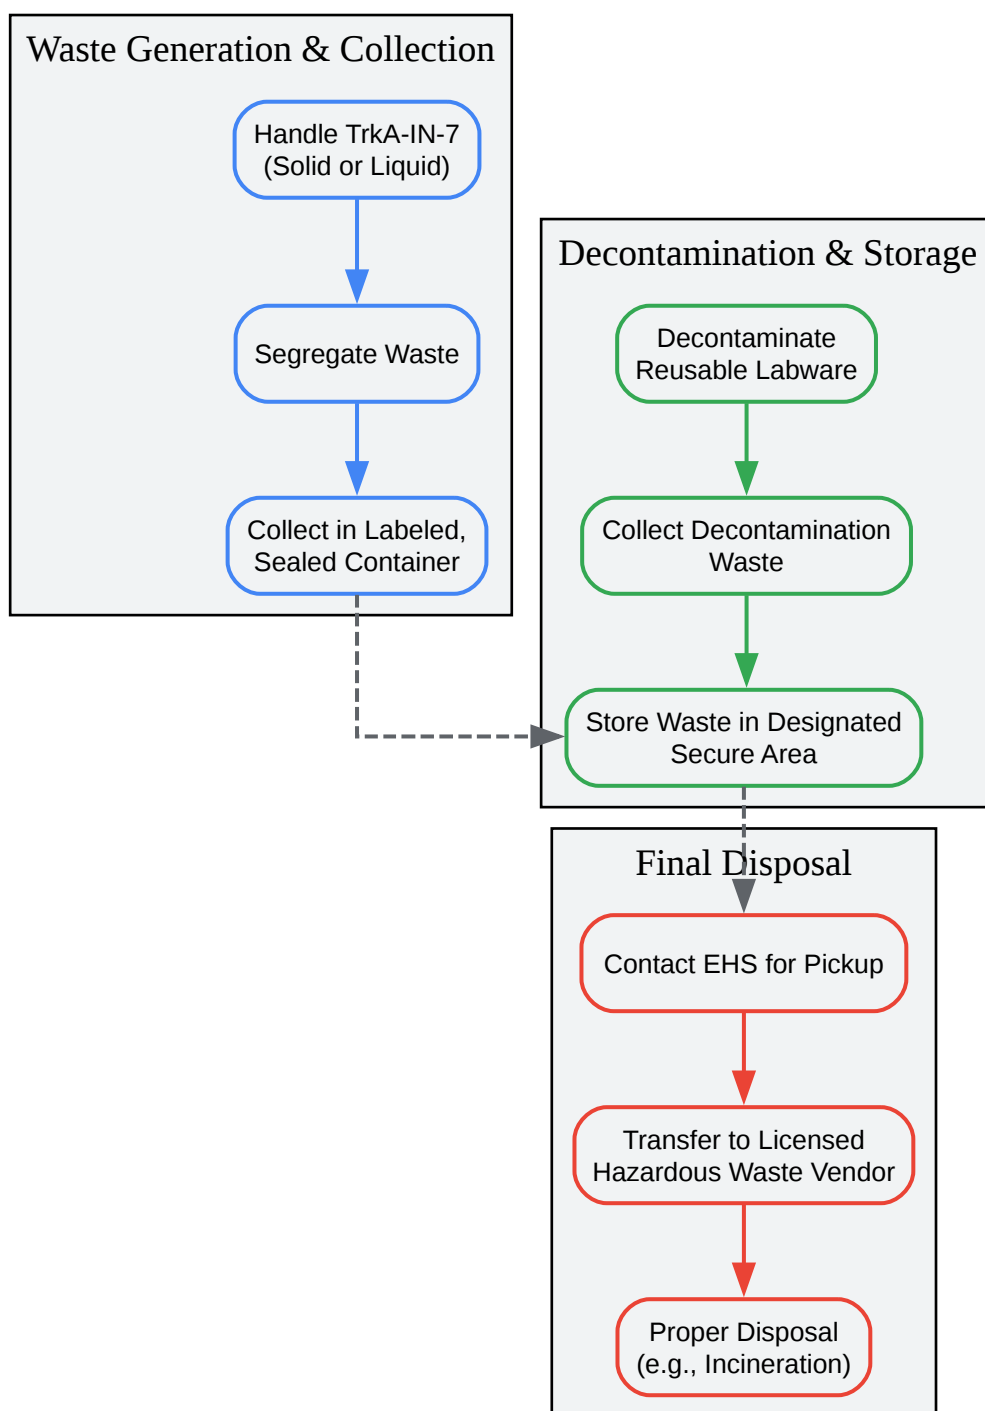 Waste Generation & Collection
Handle TrkA-IN-7
(Solid or Liquid)
Segregate Waste
Collect in Labeled,
Sealed Container
Decontamination & Storage
Decontaminate
Reusable Labware
Collect Decontamination
Waste
Store Waste in Designated
Secure Area
Final Disposal
Contact EHS for Pickup
Transfer to Licensed
Hazardous Waste Vendor
Proper Disposal
(e.g., Incineration)